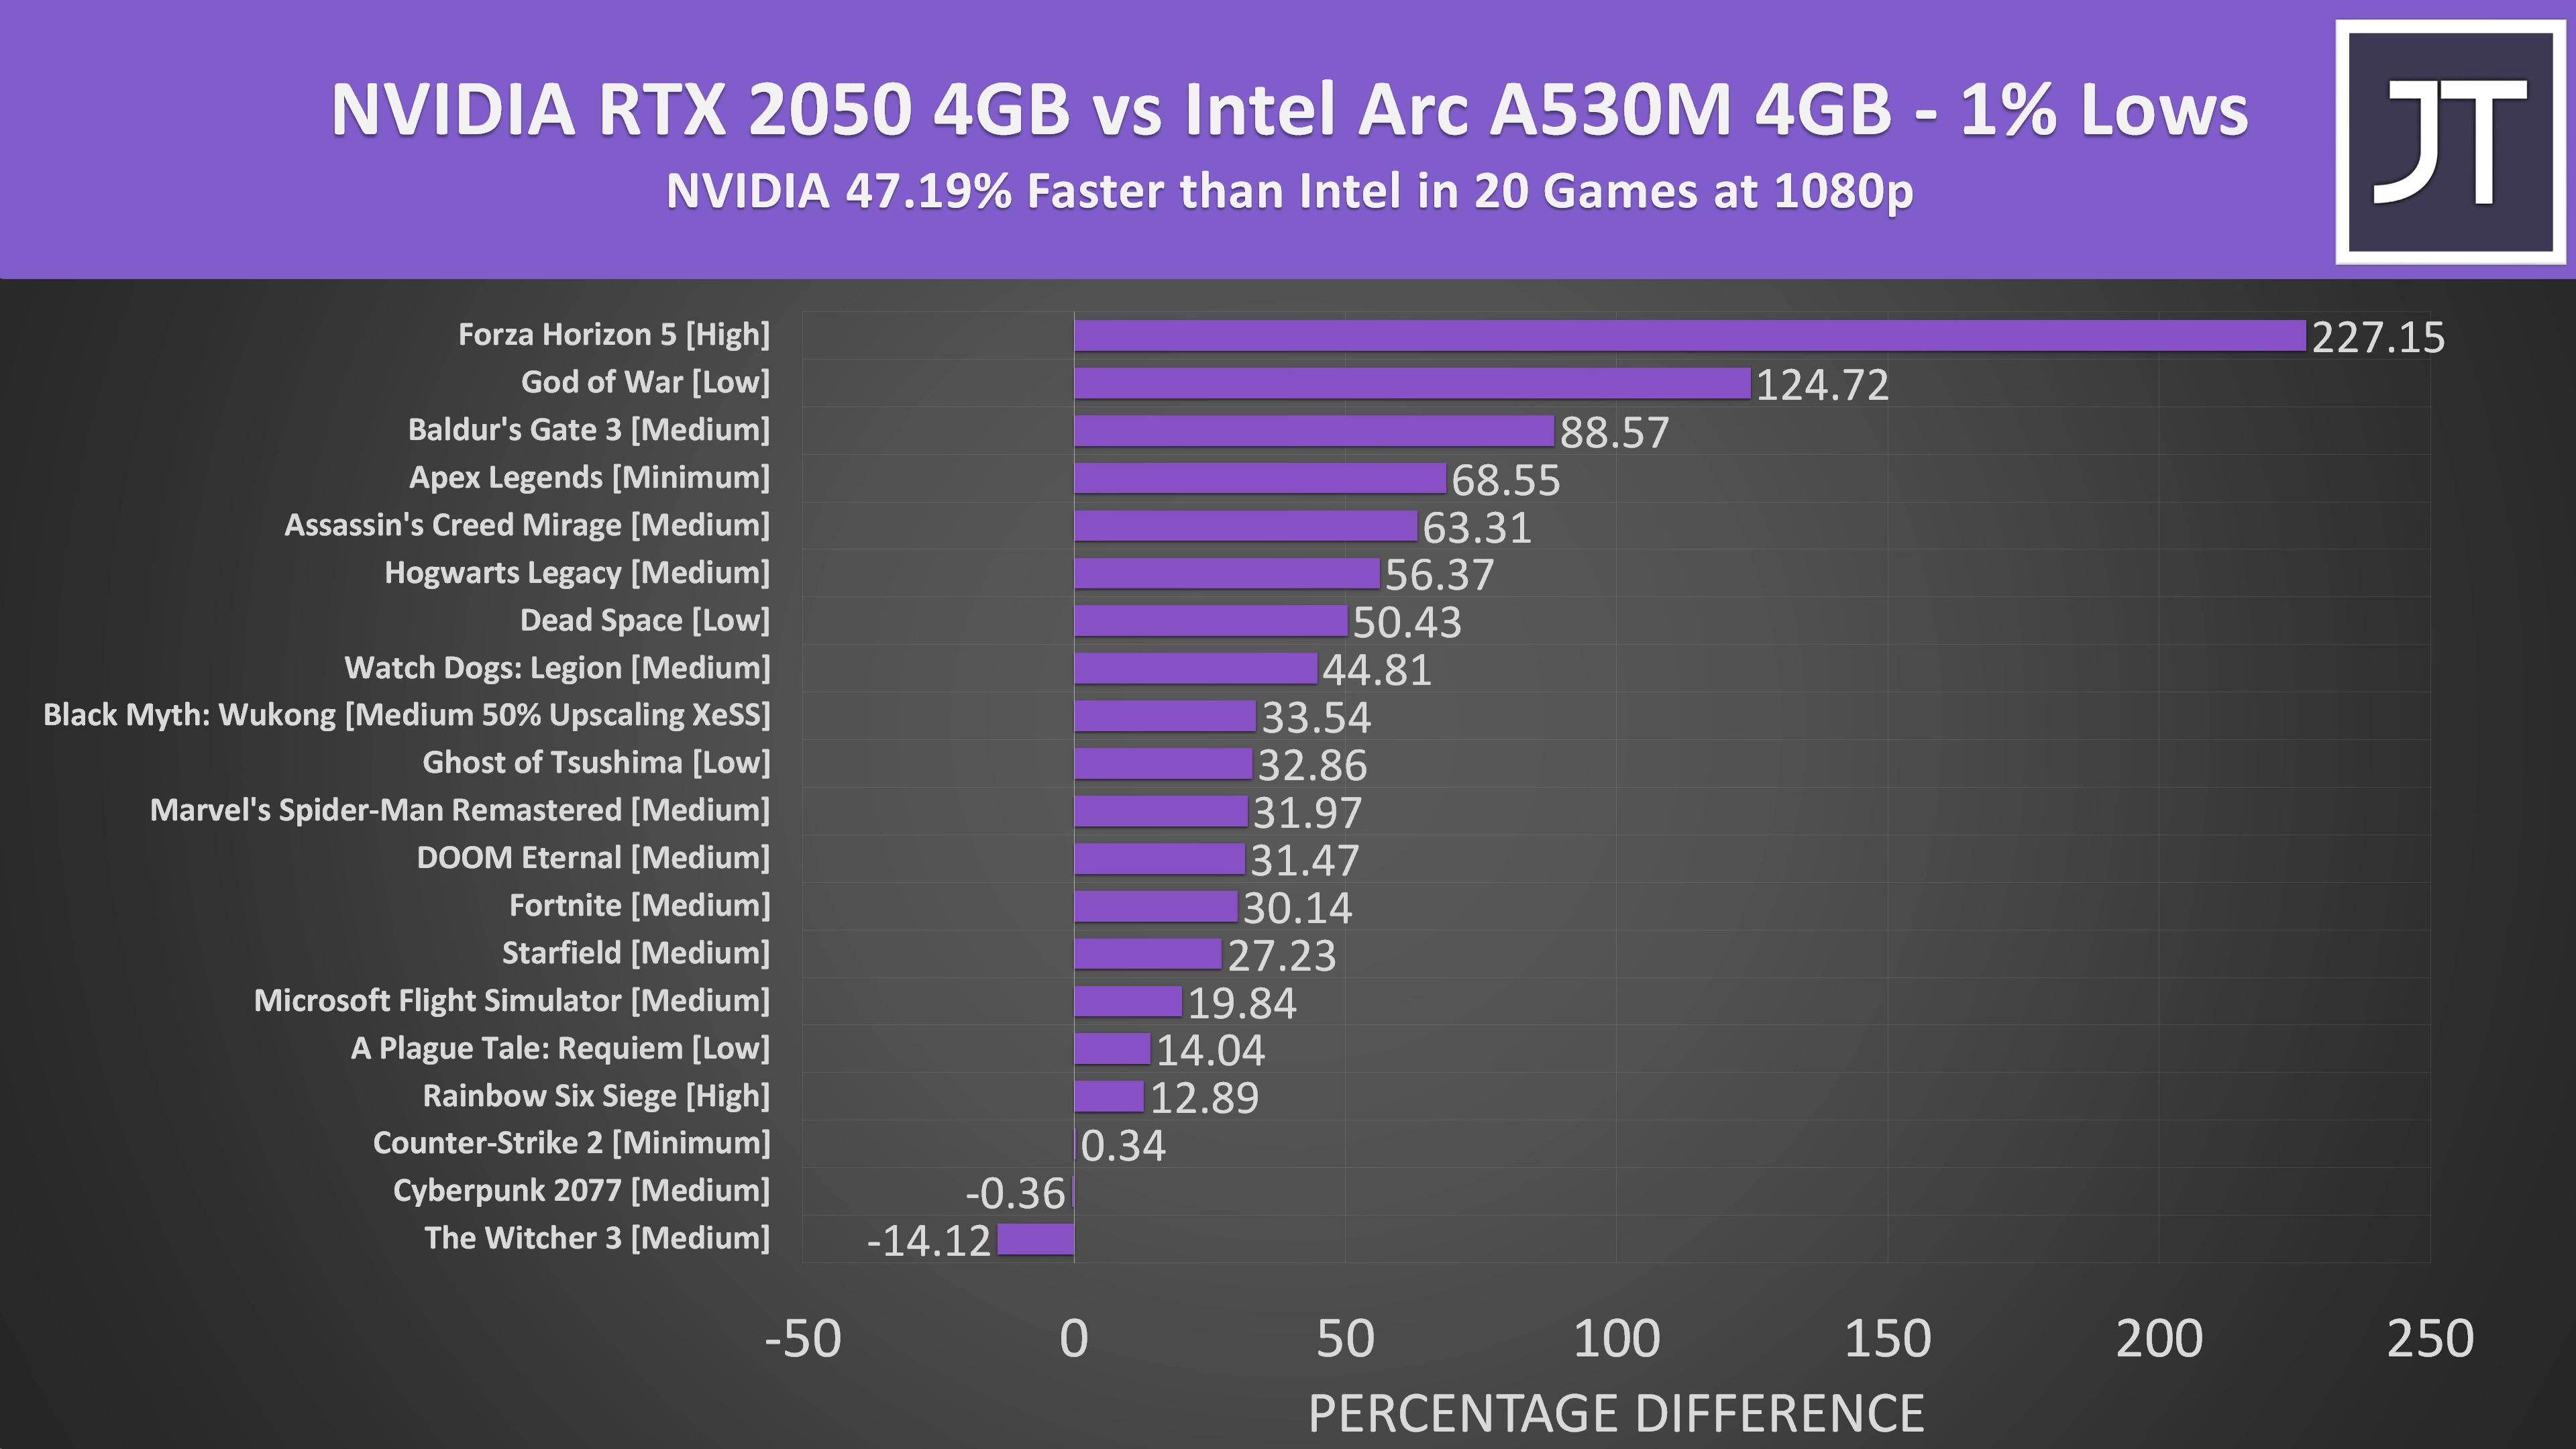 NVIDIA RTX 2050 4GB vs Intel Arc A530M 4GB - 1% Lows
NVIDIA 47.19% Faster than Intel in 20 Games at 1080p
JT
Forza Horizon 5 [High] 227.15
God of War [Low] 124.72
Baldur's Gate 3 [Medium] 88.57
Apex Legends [Minimum] 68.55
Assassin's Creed Mirage [Medium] 63.31
Hogwarts Legacy [Medium] 56.37
Dead Space [Low] 50.43
Watch Dogs: Legion [Medium] 44.81
Black Myth: Wukong [Medium 50% Upscaling XeSS] 33.54
Ghost of Tsushima [Low] 32.86
Marvel's Spider-Man Remastered [Medium] 31.97
DOOM Eternal [Medium] 31.47
Fortnite [Medium] 30.14
Starfield [Medium] 27.23
Microsoft Flight Simulator [Medium] 19.84
A Plague Tale: Requiem [Low] 14.04
Rainbow Six Siege [High] 12.89
Counter-Strike 2 [Minimum] 0.34
Cyberpunk 2077 [Medium] -0.36
The Witcher 3 [Medium] -14.12
-50 0 50 100 150 200 250
PERCENTAGE DIFFERENCE